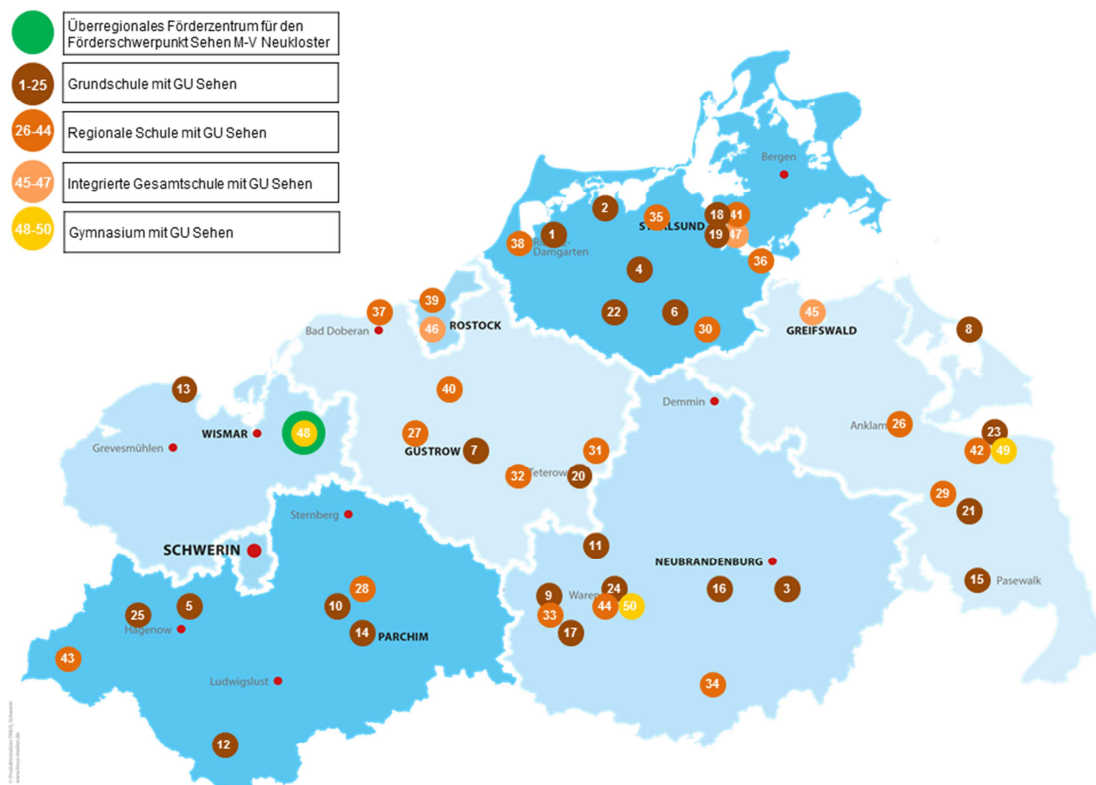 Überregionales Förderzentrum für den
Förderschwerpunkt Sehen M-V Neukloster
1-25
Grundschule mit GU Sehen
26-44
Regionale Schule mit GU Sehen
45-47
Integrierte Gesamtschule mit GU Sehen
48-50
Gymnasium mit GU Sehen
Bergen
2
35
18
41
38
1
19
47
Damgarten
36
4
39
37
22
6
45
Bad Doberan
46
ROSTOCK
30
GREIFSWALD
8
13
40
Demmin
Anklam
26
WISMAR
48
27
23
Grevesmühlen
GÜSTROW
7
31
42
49
32
Teterow
20
29
21
Sternberg
SCHWERIN
11
NEUBRANDENBURG
15
Pasewalk
28
9
Waren
24
16
3
25
5
10
33
44
50
Hagenow
14
PARCHIM
17
43
Ludwigslust
34
12